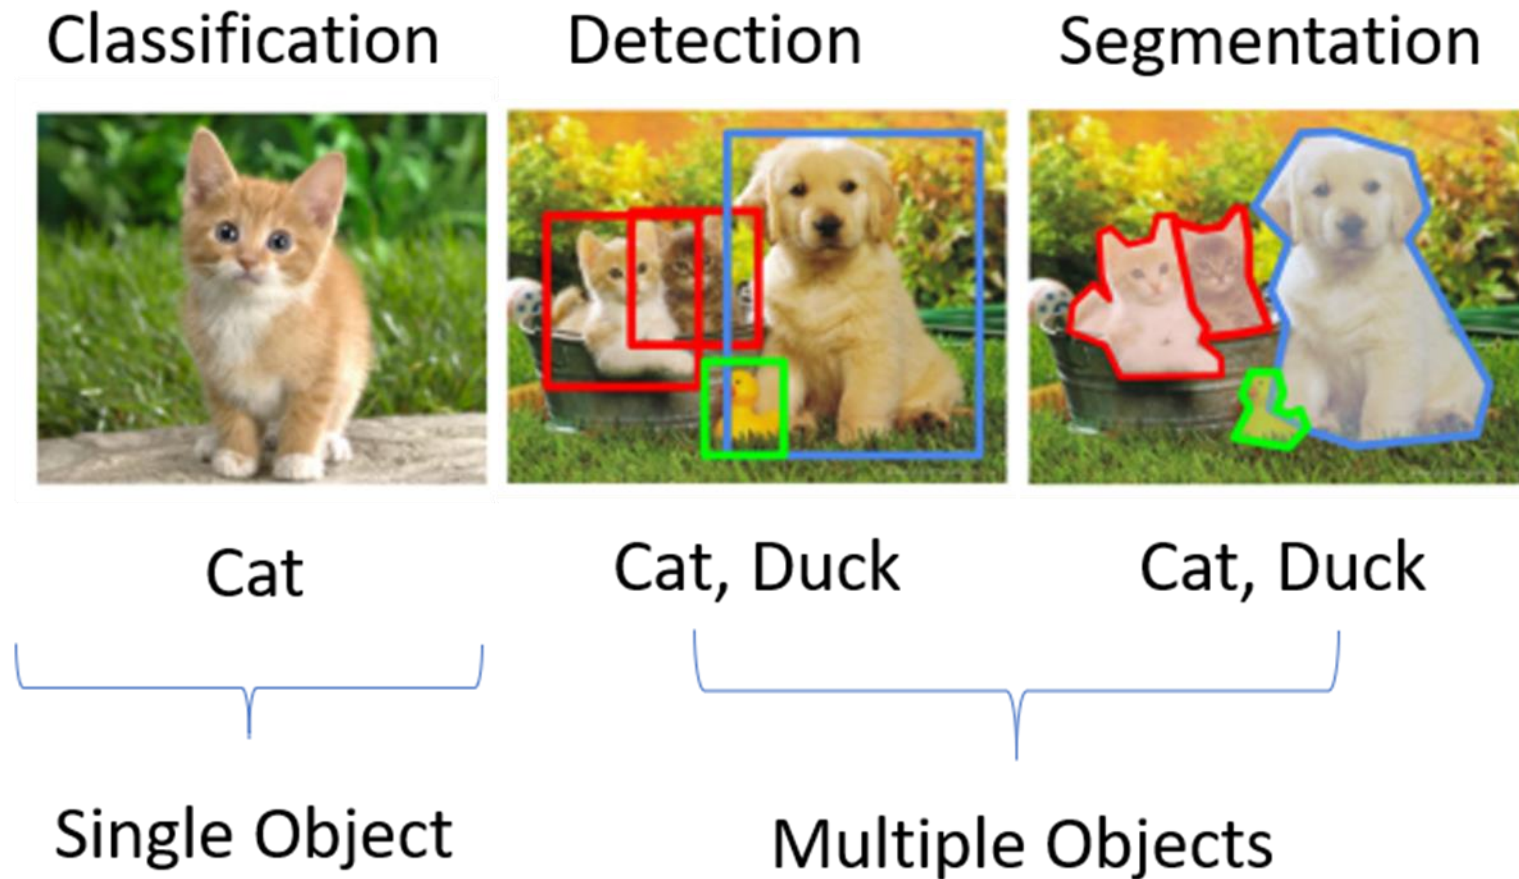 Classification
Detection
Segmentation
Cat
Cat, Duck
Cat, Duck
Single Object
Multiple Objects